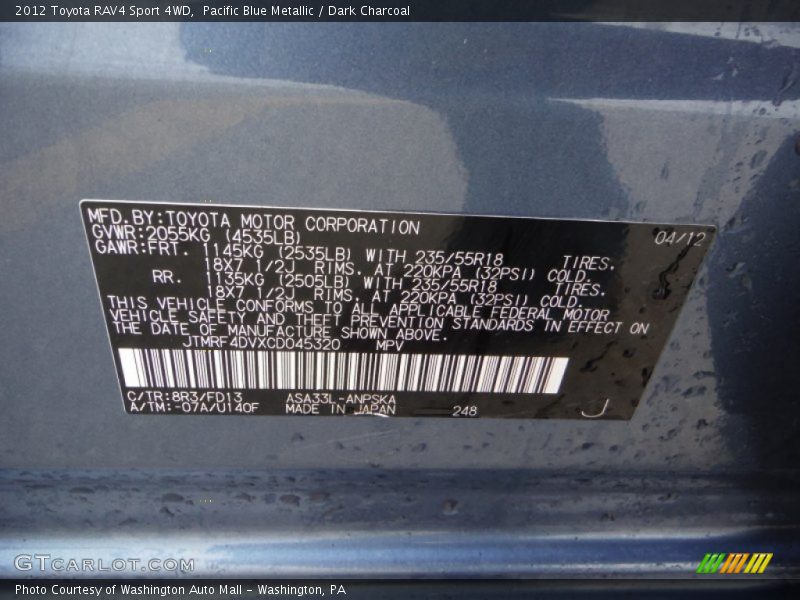 2012 Toyota RAV4 Sport 4WD, Pacific Blue Metallic / Dark Charcoal
MFD. BY:TOYOTA MOTOR CORPORATION 04/12
GVWR:2055KG (4535LB)
GAWR:FRT. 1145KG (2535LB) WITH 235/55R18 TIRES.
18X7 1/2J RIMS. AT 220KPA (32PSI) COLD.
RR. 1135KG (2505LB) WITH 235/55R18 TIRES.
18X7 1/2J RIMS. AT 220KPA (32PSI) COLD.
THIS VEHICLE CONFORMS TO ALL APPLICABLE FEDERAL MOTOR
VEHICLE SAFETY AND THEFT PREVENTION STANDARDS IN EFFECT ON
THE DATE OF MANUFACTURE SHOWN ABOVE.
JTMRF4DVXCD045320 MPV
C/TR:8R3/FD13 ASA33L-ANPSKA
A/TM:-07A/U140F MADE IN JAPAN 248 J
GTCARLOT.COM
Photo Courtesy of Washington Auto Mall - Washington, PA